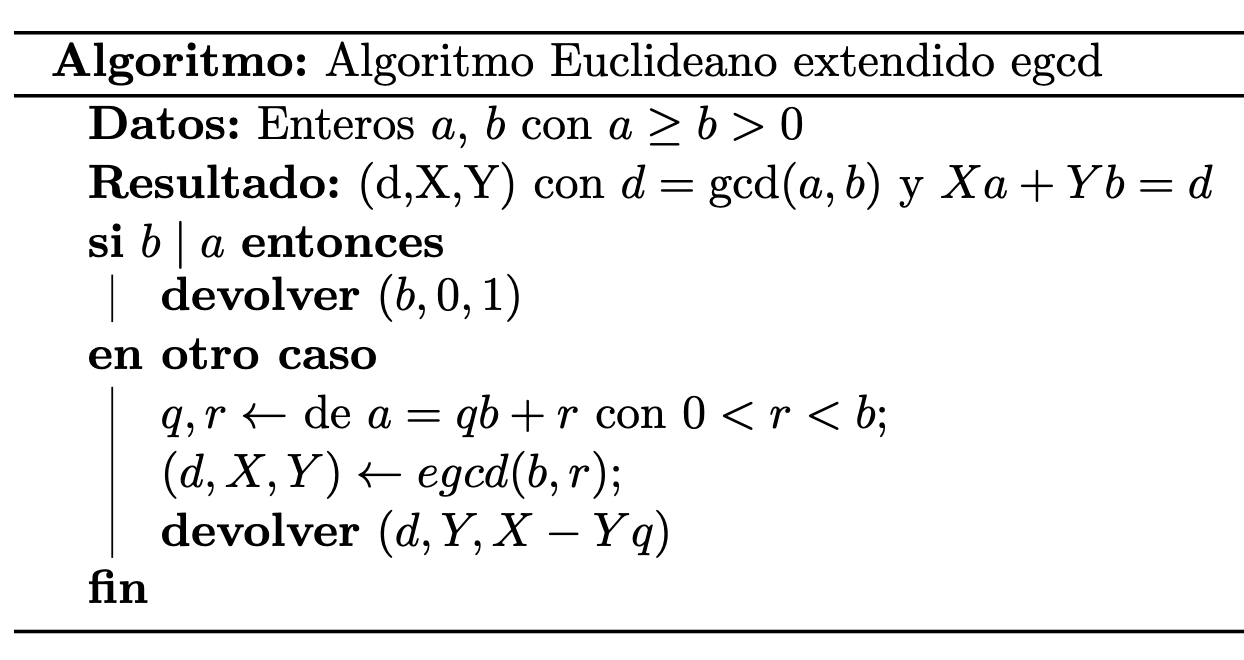 Algoritmo: Algoritmo Euclideano extendido egcd
Datos: Enteros a, b con a ≥ b > 0
Resultado: (d,X,Y) con d = gcd(a, b) y Xa + Yb = d
si b | a entonces
devolver (b, 0, 1)
en otro caso
q, r ← de a = qb + r con 0 < r < b;
(d, X, Y) ← egcd(b, r);
devolver (d, Y, X − Yq)
fin